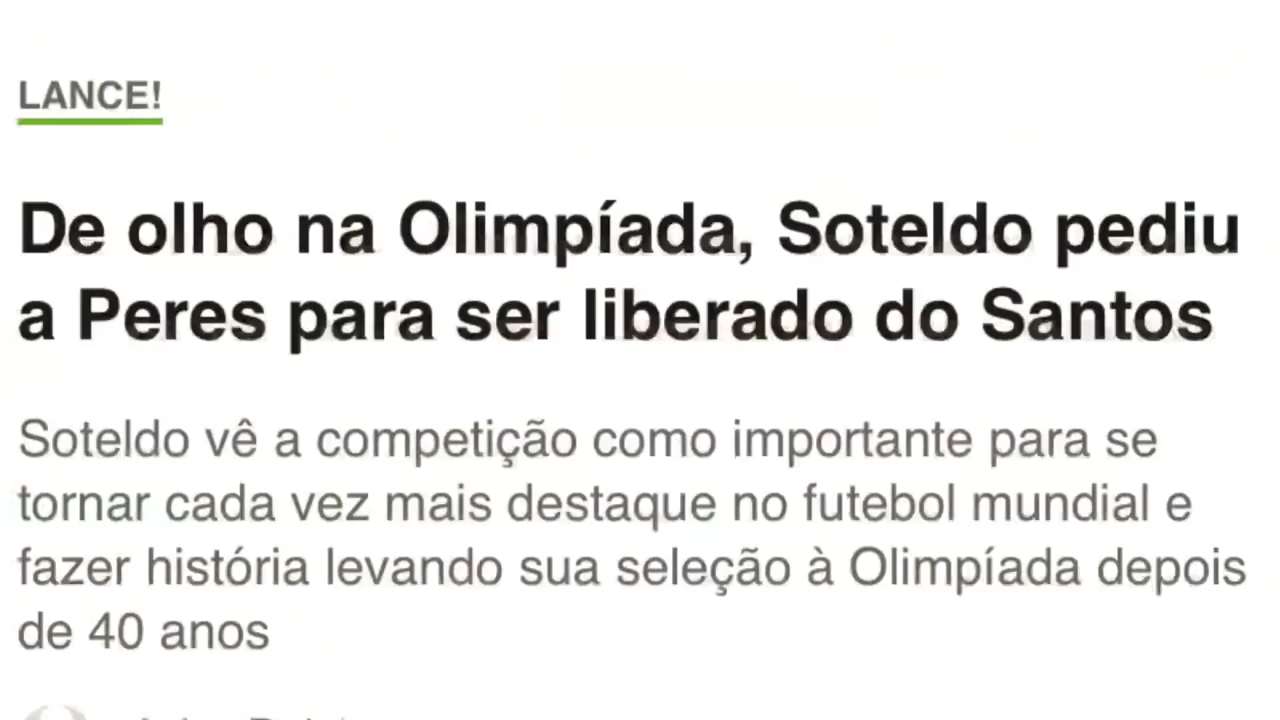 LANCE!
De olho na Olimpíada, Soteldo pediu
a Peres para ser liberado do Santos
Soteldo vê a competição como importante para se
tornar cada vez mais destaque no futebol mundial e
fazer história levando sua seleção à Olimpíada depois
de 40 anos